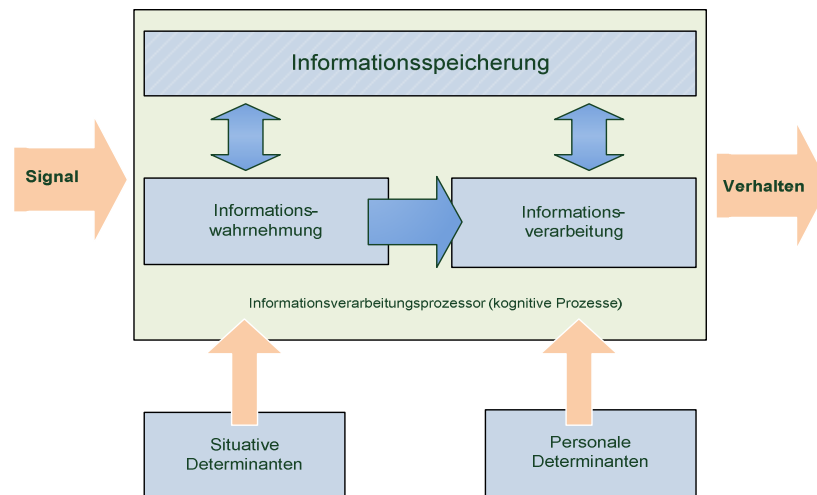 Informationsspeicherung
Signal
Informations-
wahrnehmung
Informations-
verarbeitung
Verhalten
Informationsverarbeitungsprozessor (kognitive Prozesse)
Situative
Determinanten
Personale
Determinanten